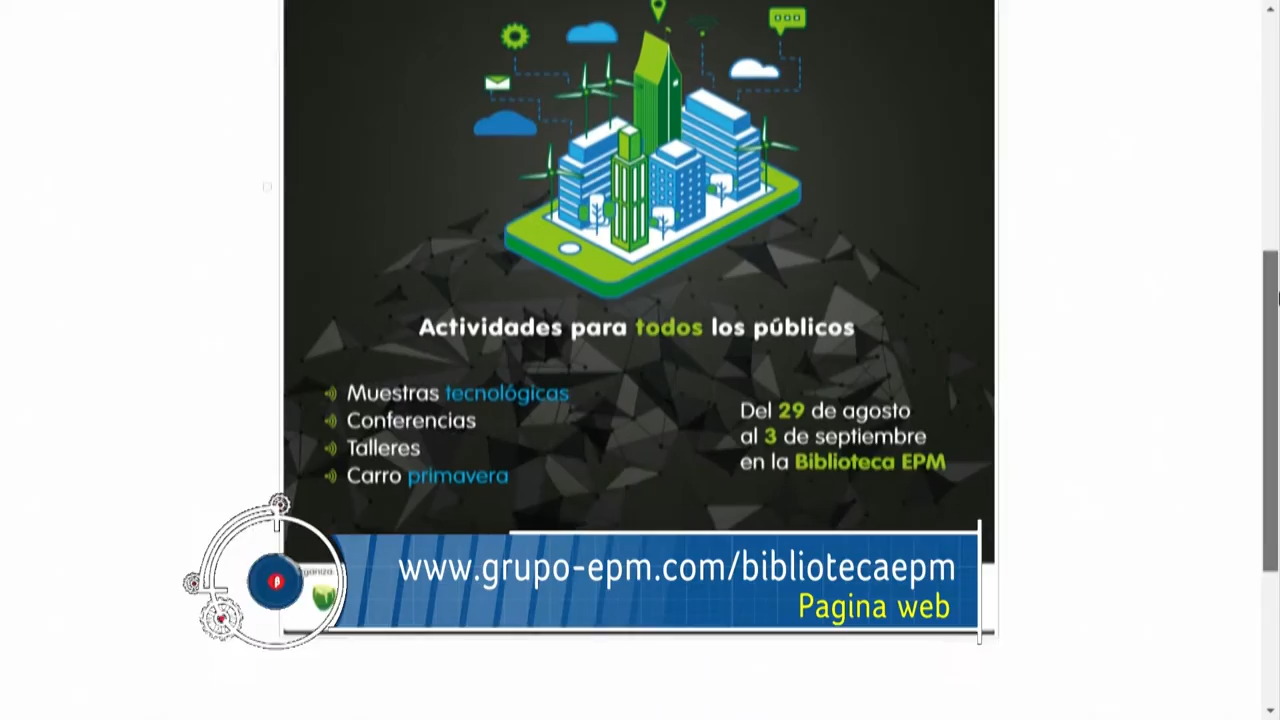 Actividades para todos los públicos
Muestras tecnológicas
Conferencias
Talleres
Carro primavera
Del 29 de agosto
al 3 de septiembre
en la Biblioteca EPM
www.grupo-epm.com/bibliotecaepm
Pagina web
β